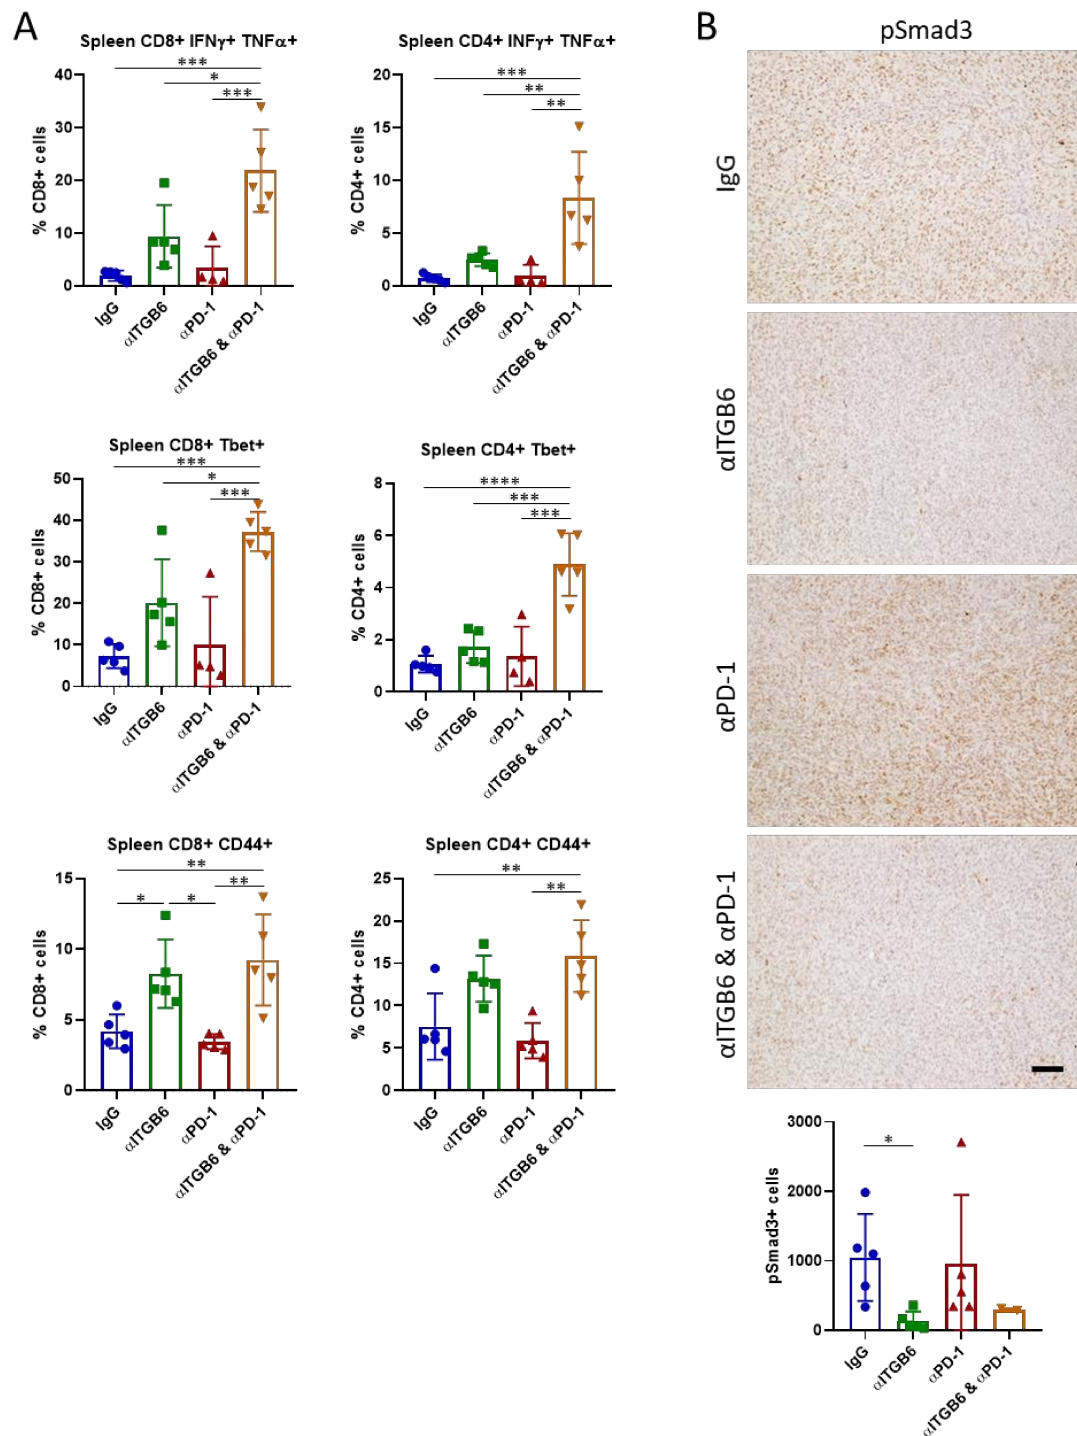 A
Spleen CD8+ IFNγ+ TNFα+
***
*
***
40
30
20
10
0
% CD8+ cells
IgG
αITGB6
αPD-1
αITGB6 & αPD-1
Spleen CD4+ INFγ+ TNFα+
***
**
**
20
15
10
5
0
% CD4+ cells
IgG
αITGB6
αPD-1
αITGB6 & αPD-1
Spleen CD8+ Tbet+
***
*
***
50
40
30
20
10
0
% CD8+ cells
IgG
αITGB6
αPD-1
αITGB6 & αPD-1
Spleen CD4+ Tbet+
****
***
***
8
6
4
2
0
% CD4+ cells
IgG
αITGB6
αPD-1
αITGB6 & αPD-1
Spleen CD8+ CD44+
**
**
*
*
15
10
5
0
% CD8+ cells
IgG
αITGB6
αPD-1
αITGB6 & αPD-1
Spleen CD4+ CD44+
**
**
25
20
15
10
5
0
% CD4+ cells
IgG
αITGB6
αPD-1
αITGB6 & αPD-1
B
pSmad3
IgG
αITGB6
αPD-1
αITGB6 & αPD-1
*
3000
2000
1000
0
pSmad3+ cells
IgG
αITGB6
αPD-1
αITGB6 & αPD-1